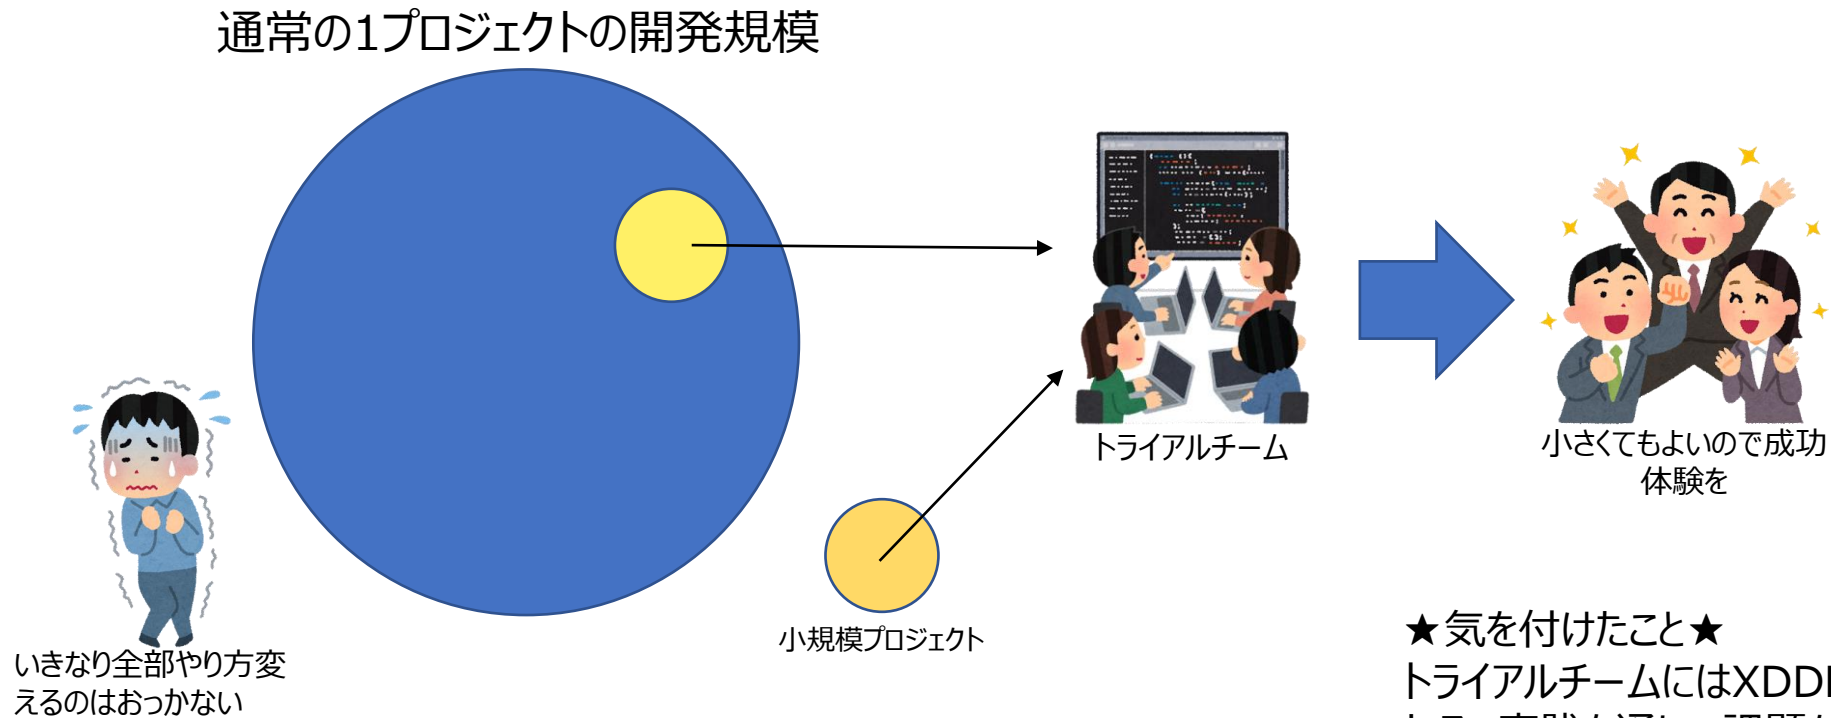 通常の1プロジェクトの開発規模
トライアルチーム
小さくてもよいので成功
体験を
小規模プロジェクト
いきなり全部やり方変
えるのはおっかない
★気を付けたこと★
トライアルチームにはXDD